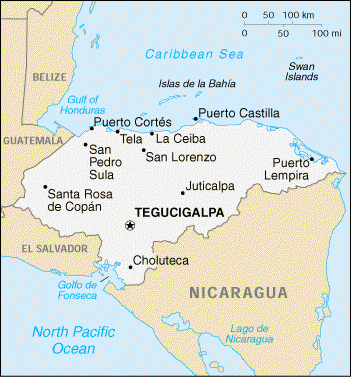 0 50 100 km
0 50 100 mi
Caribbean Sea
Swan
Islands
BELIZE
Islas de la Bahía
Gulf of
Honduras
Puerto Castilla
Puerto Cortés
GUATEMALA
Tela
La Ceiba
San
Pedro
Sula
San Lorenzo
Puerto
Lempira
Santa Rosa
de Copán
Juticalpa
TEGUCIGALPA
EL SALVADOR
Choluteca
Golfo de
Fonseca
NICARAGUA
North Pacific
Ocean
Lago de
Nicaragua